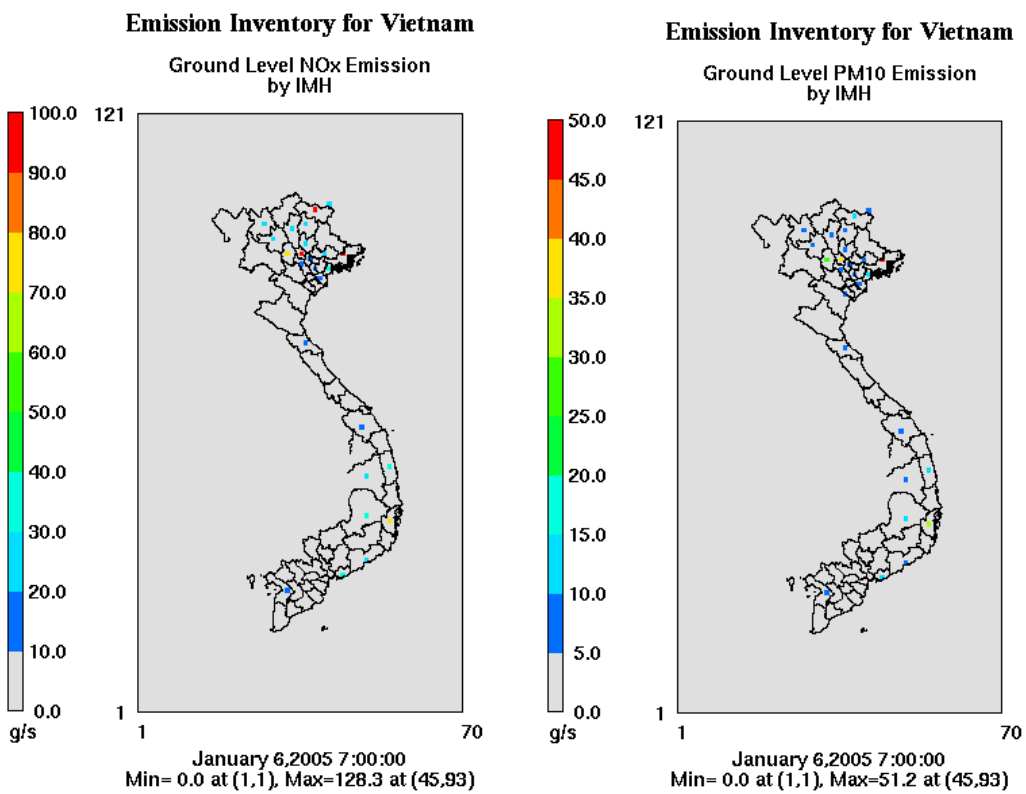 Emission Inventory for Vietnam
Ground Level NOx Emission
by IMH
100.0
90.0
80.0
70.0
60.0
50.0
40.0
30.0
20.0
10.0
0.0
g/s
121
1
1
70
January 6,2005 7:00:00
Min= 0.0 at (1,1), Max=128.3 at (45,93)
Emission Inventory for Vietnam
Ground Level PM10 Emission
by IMH
50.0
45.0
40.0
35.0
30.0
25.0
20.0
15.0
10.0
5.0
0.0
g/s
121
1
1
70
January 6,2005 7:00:00
Min= 0.0 at (1,1), Max=51.2 at (45,93)